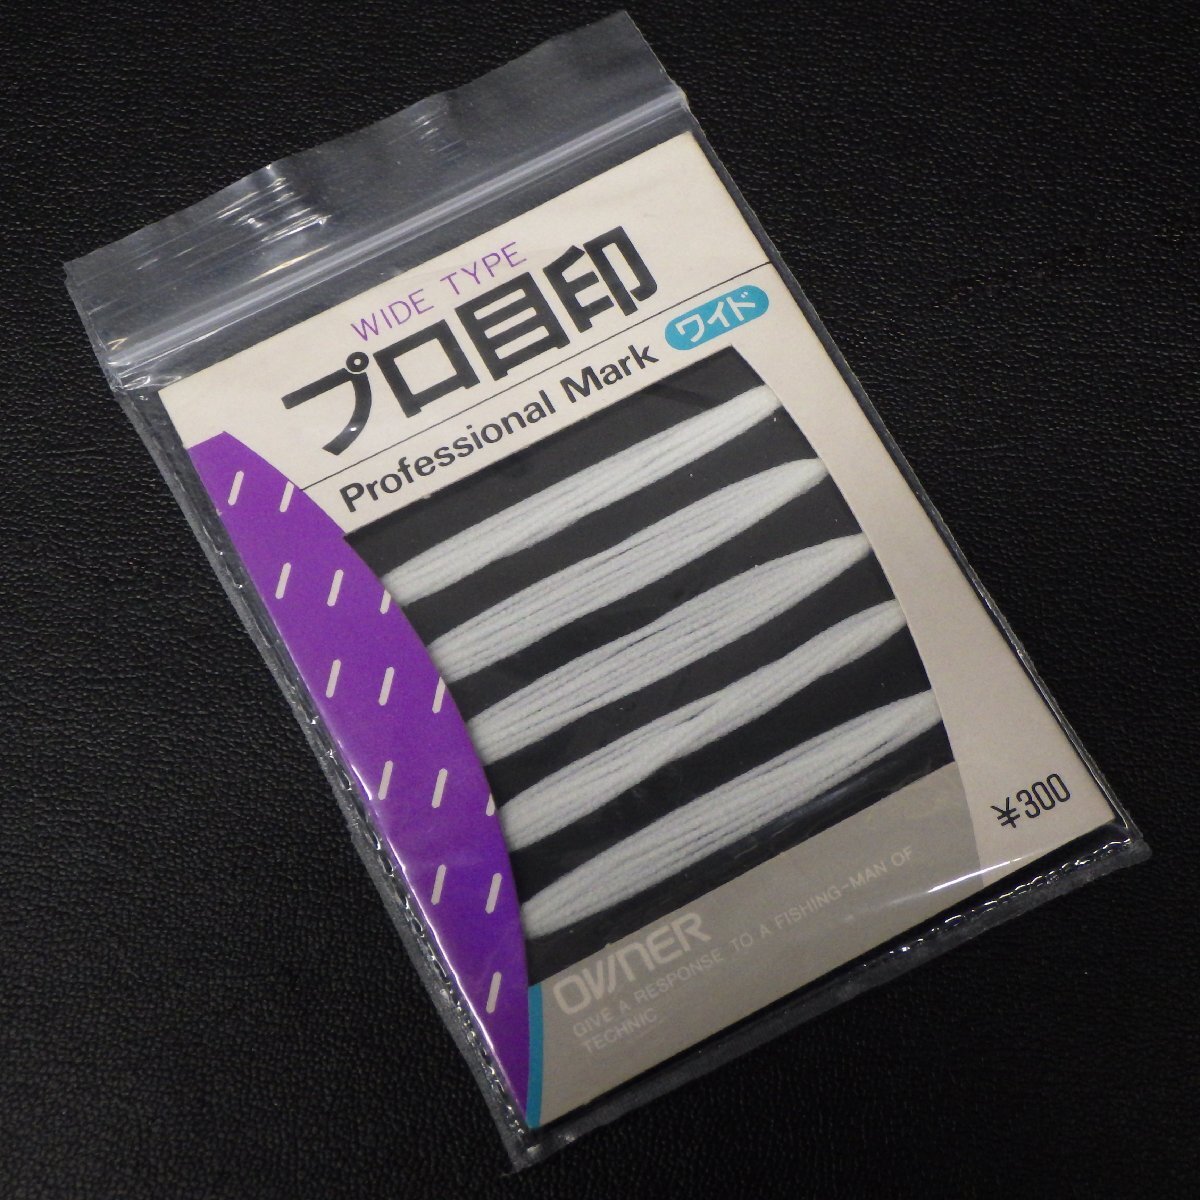 WIDE TYPE
プロ目印
Professional Mark ワイド
¥300
OWNER
GIVE A RESPONSE TO A FISHING-MAN OF
TECHNIC